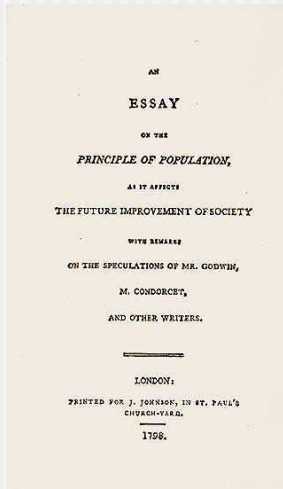 AN
ESSAY
ON THE
PRINCIPLE OF POPULATION,
AS IT AFFECTS
THE FUTURE IMPROVEMENT OF SOCIETY
WITH REMARKS
ON THE SPECULATIONS OF MR. GODWIN,
M. CONDORCET,
AND OTHER WRITERS.
LONDON:
PRINTED FOR J. JOHNSON, IN ST. PAUL'S
CHURCH-YARD.
1798.